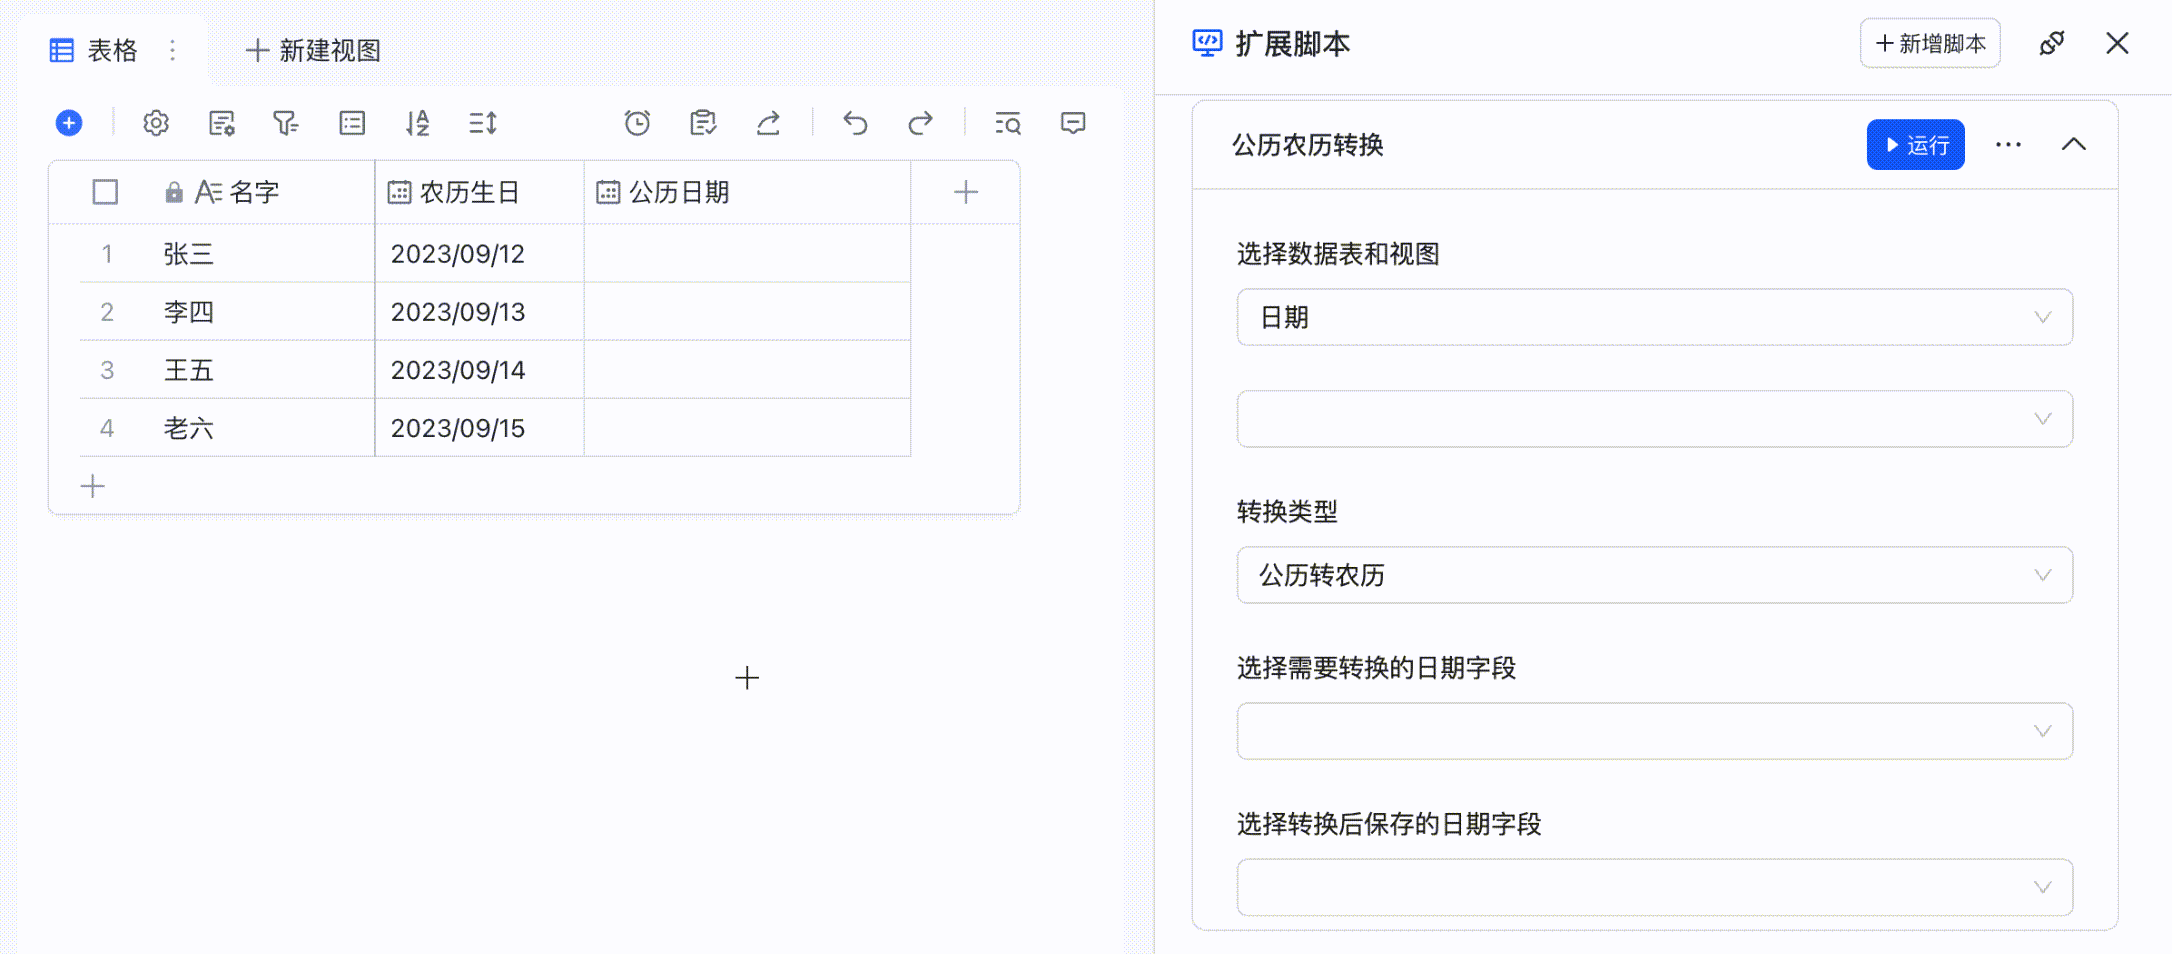 表格
新建视图
名字 农历生日 公历日期
1 张三 2023/09/12
2 李四 2023/09/13
3 王五 2023/09/14
4 老六 2023/09/15
扩展脚本
新增脚本
公历农历转换
运行
选择数据表和视图
日期
转换类型
公历转农历
选择需要转换的日期字段
选择转换后保存的日期字段